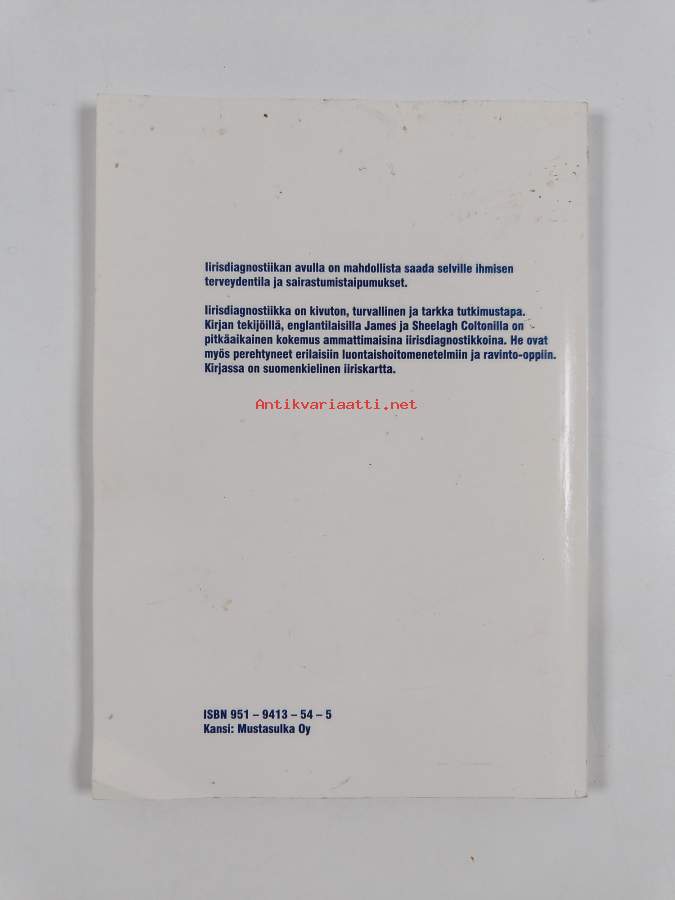 Iirisdiagnostiikan avulla on mahdollista saada selville ihmisen
terveydentila ja sairastumistaipumukset.
Iirisdiagnostiikka on kivuton, turvallinen ja tarkka tutkimustapa.
Kirjan tekijöillä, englantilaisilla James ja Sheelagh Coltonilla on
pitkäaikainen kokemus ammattimaisina iirisdiagnostikkoina. He ovat
myös perehtyneet erilaisiin luontaishoitomenetelmiin ja ravinto-oppiin.
Kirjassa on suomenkielinen iiriskartta.
Antikvariaatti.net
ISBN 951 – 9413 – 54 – 5
Kansi: Mustasulka Oy